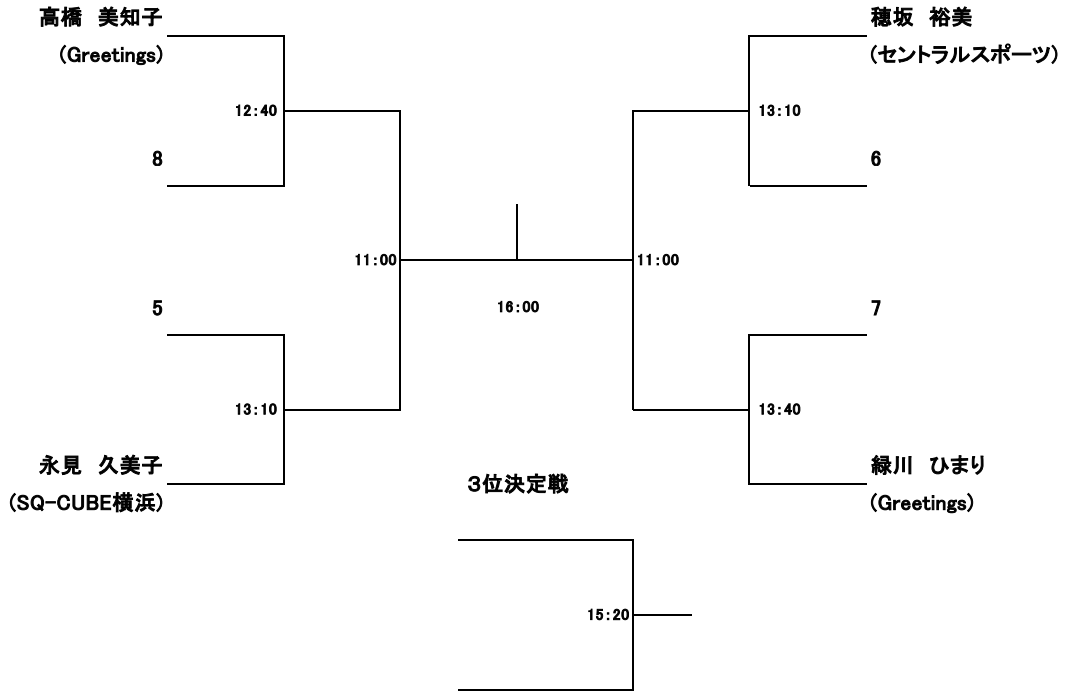 高橋 美知子
(Greetings)
12:40
8
5
13:10
永見 久美子
(SQ-CUBE横浜)
11:00
16:00
11:00
穂坂 裕美
(セントラルスポーツ)
13:10
6
7
13:40
緑川 ひまり
(Greetings)
3位決定戦
15:20